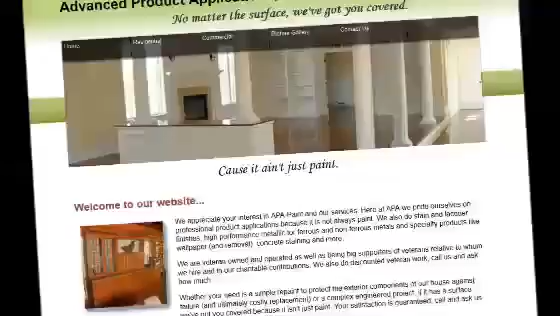 Advanced Product
No matter the surface, we've got you covered.
Home Residential Commercial Picture Gallery Contact Us
Cause it ain't just paint.
Welcome to our website...
We appreciate your interest in APA Paint and our services. Here at APA we pride ourselves on
professional product applications because it is not always paint. We also do stain and lacquer
finishes, high performance metallic for ferrous and non ferrous metals and specialty products like
wallpaper (and removal), concrete staining and more.
We are veteran owned and operated as well as being big supporters of veterans relative to whom
we hire and in our charitable contributions. We also do discounted veteran work, call us and ask
how much.
Whether your need is a simple repaint to protect the exterior components of our house against
failure (and ultimately costly replacement) or a complex engineered project. If it has a surface
we've got you covered because it isn't just paint. Your satisfaction is guaranteed, call and ask us